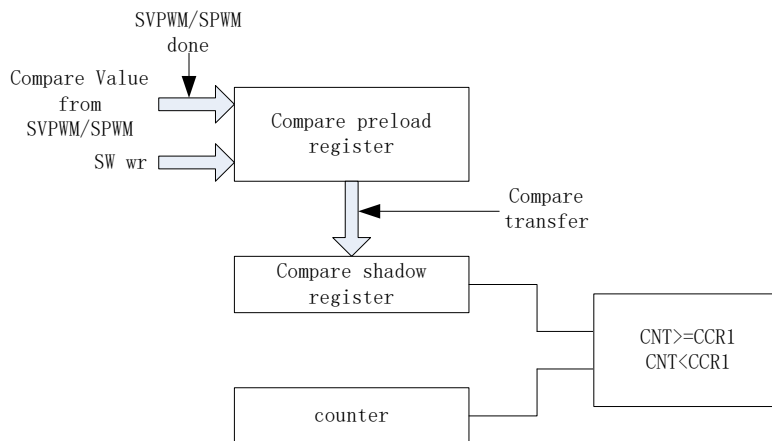 SVPWM/SPWM
done
Compare Value
from
SVPWM/SPWM
SW wr
Compare preload
register
Compare
transfer
Compare shadow
register
CNT>=CCR1
CNT<CCR1
counter